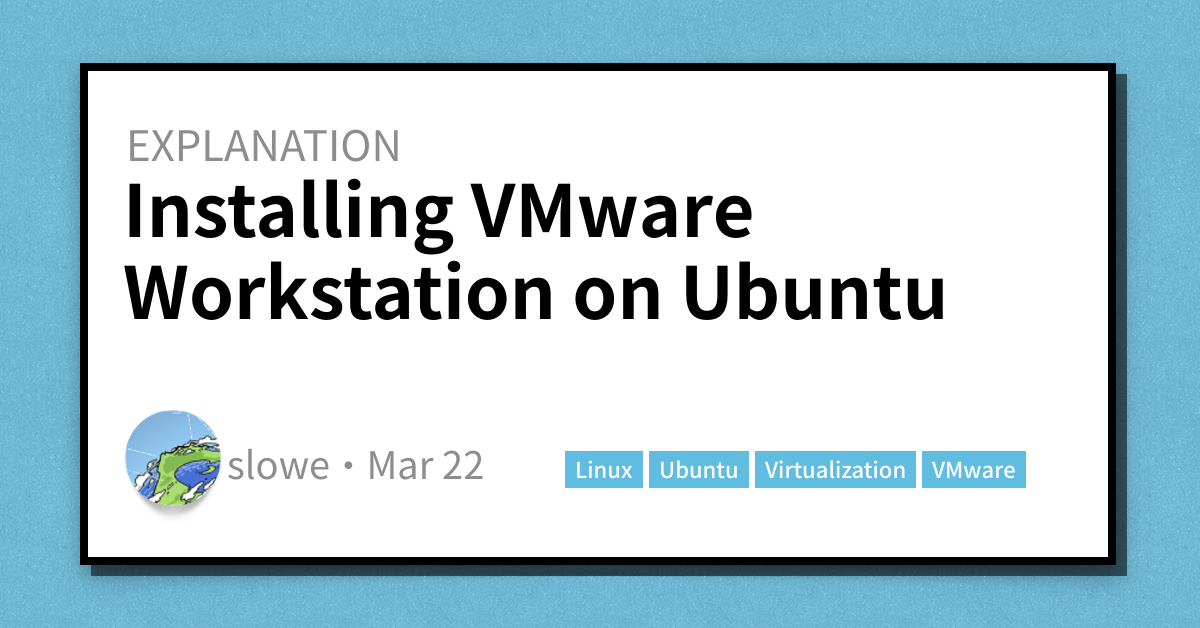 EXPLANATION
Installing VMware
Workstation on Ubuntu
slowe • Mar 22
Linux Ubuntu Virtualization VMware